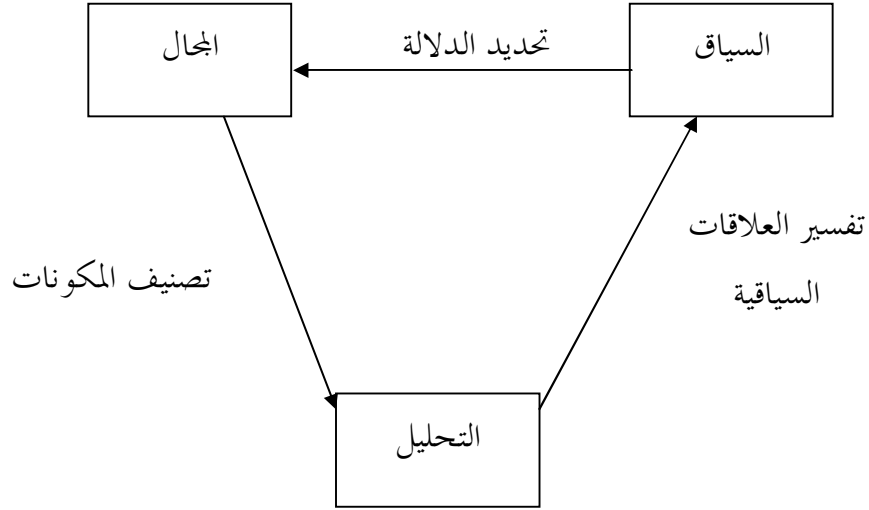 السياق
تحديد الدلالة
المجال
تفسير العلاقات
السياقية
تصنيف المكونات
التحليل